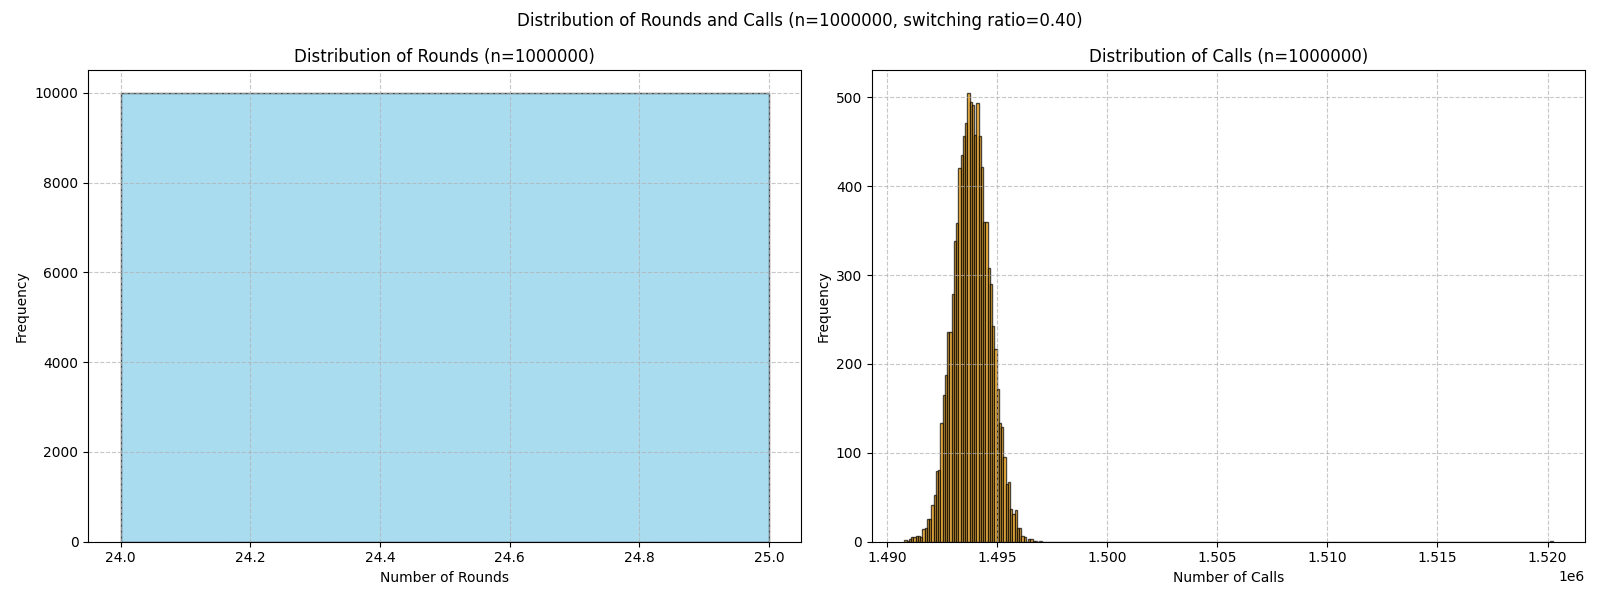 Distribution of Rounds and Calls (n=1000000, switching ratio=0.40)
Distribution of Rounds (n=1000000)
10000
8000
6000
4000
2000
0
Frequency
24.0 24.2 24.4 24.6 24.8 25.0
Number of Rounds
Distribution of Calls (n=1000000)
500
400
300
200
100
0
Frequency
1.490 1.495 1.500 1.505 1.510 1.515 1.520
1e6
Number of Calls